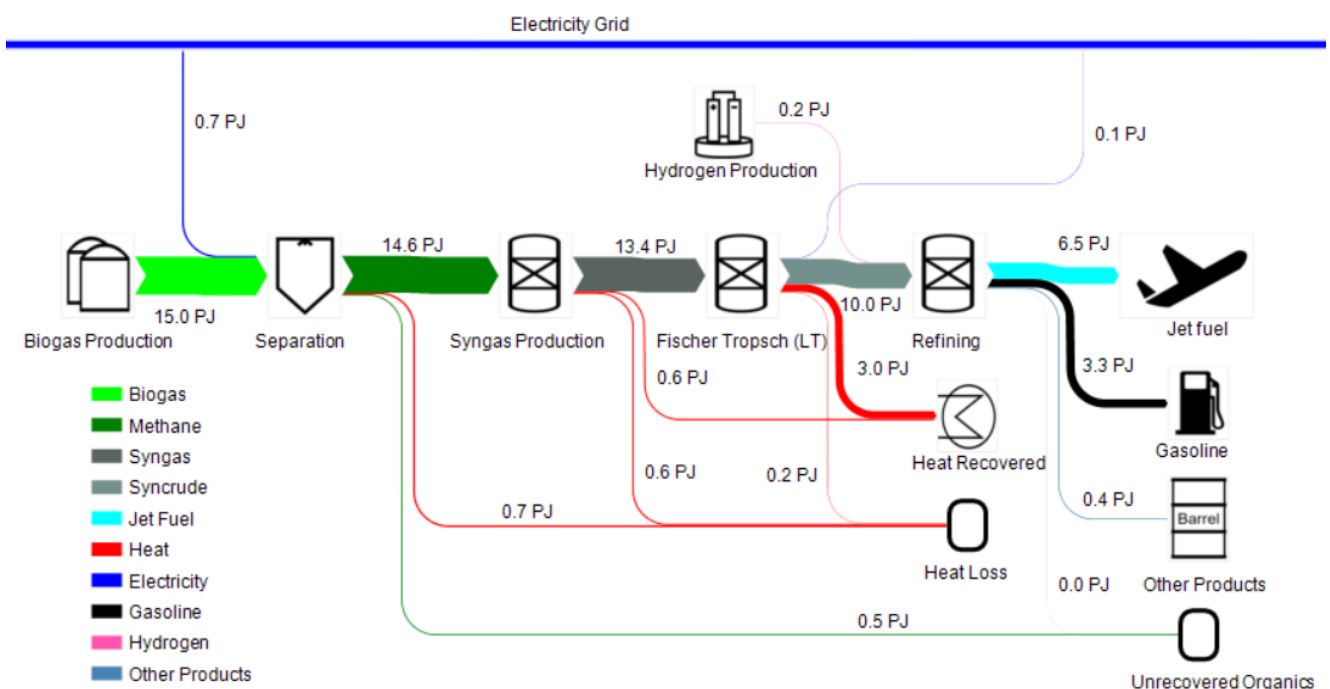 Electricity Grid
0.7 PJ
0.2 PJ
0.1 PJ
Hydrogen Production
14.6 PJ
13.4 PJ
6.5 PJ
15.0 PJ
10.0 PJ
Biogas Production
Separation
Syngas Production
Fischer Tropsch (LT)
Refining
Jet fuel
0.6 PJ
3.0 PJ
3.3 PJ
Biogas
Methane
Syngas
Syncrude
Jet Fuel
Heat
Electricity
Gasoline
Hydrogen
Other Products
Heat Recovered
Gasoline
0.6 PJ
0.2 PJ
0.7 PJ
0.4 PJ
Barrel
Heat Loss
0.0 PJ
Other Products
0.5 PJ
Unrecovered Organics